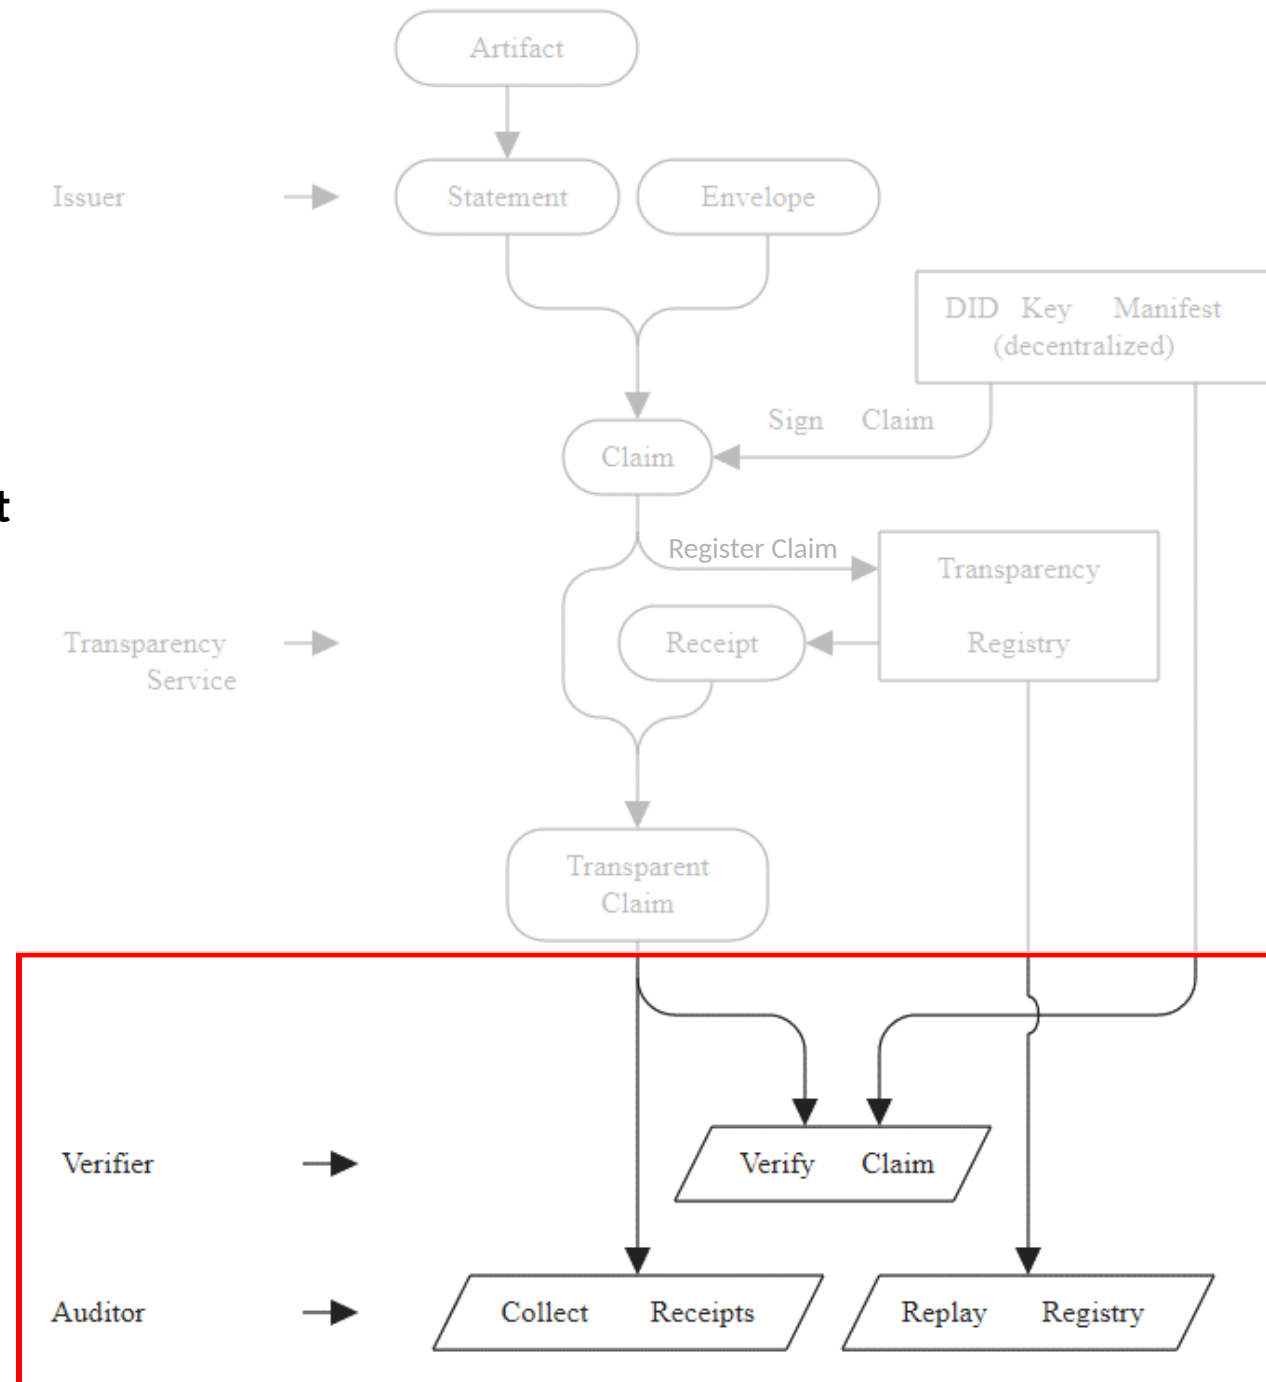 Artifact
Issuer
Statement
Envelope
DID Key Manifest
(decentralized)
Sign Claim
Claim
t
Register Claim
Transparency
Registry
Transparency
Service
Receipt
Transparent
Claim
Verifier
Verify Claim
Auditor
Collect Receipts
Replay Registry